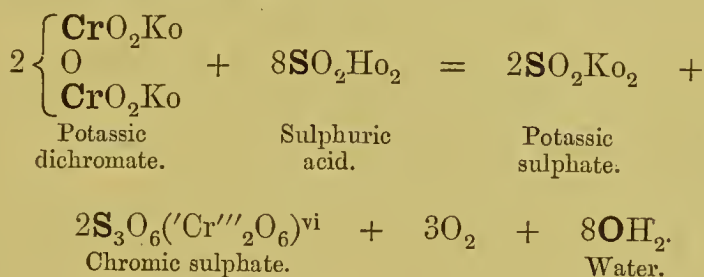 CrO₂Ko
2 { O + 8SO₂Ho₂ = 2SO₂Ko₂ +
CrO₂Ko
Potassic Sulphuric Potassic
dichromate. acid. sulphate.
2S₃O₆('Cr'''₂O₆)ᵛⁱ + 3O₂ + 8OH₂.
Chromic sulphate. Water.